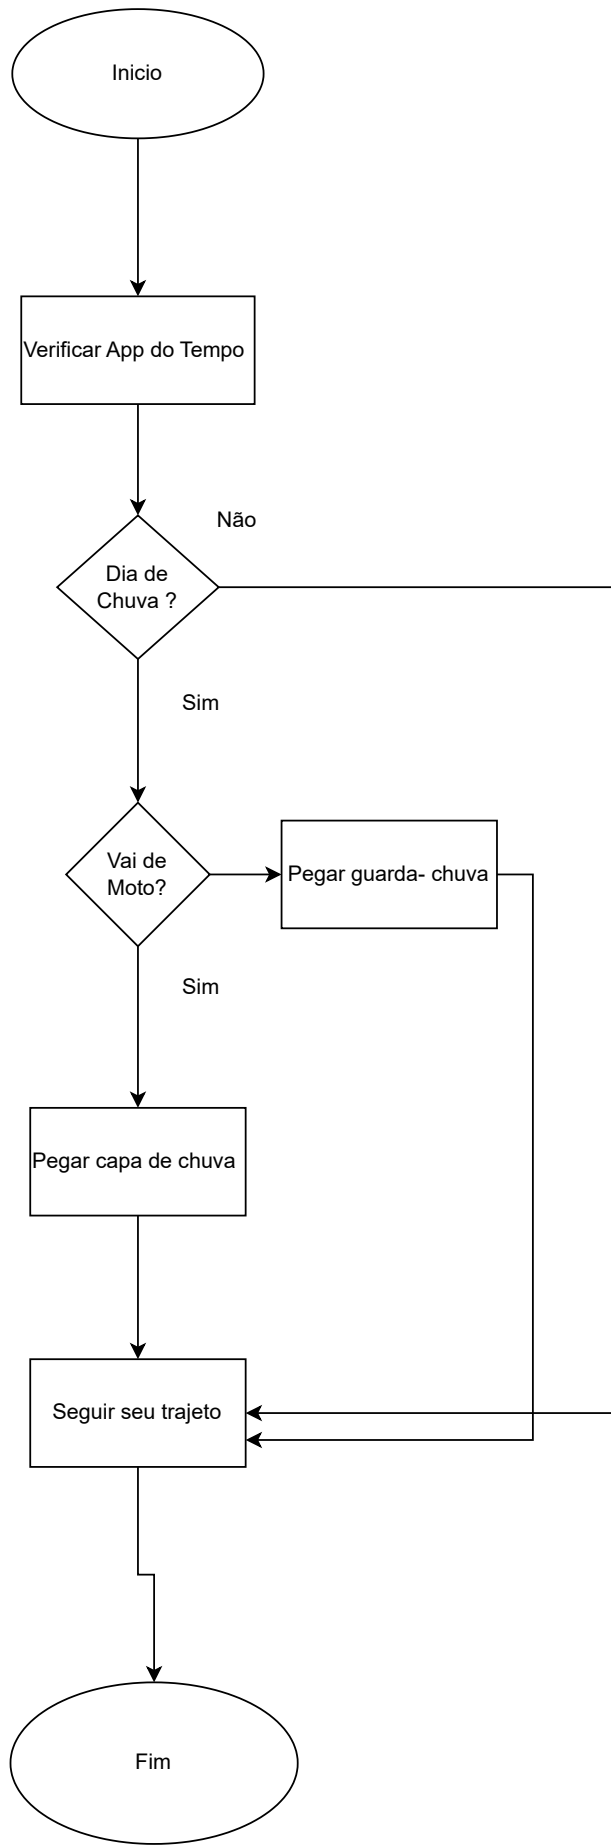 Inicio
Verificar App do Tempo
Não
Dia de
Chuva ?
Sim
Vai de
Moto?
Pegar guarda- chuva
Sim
Pegar capa de chuva
Seguir seu trajeto
Fim